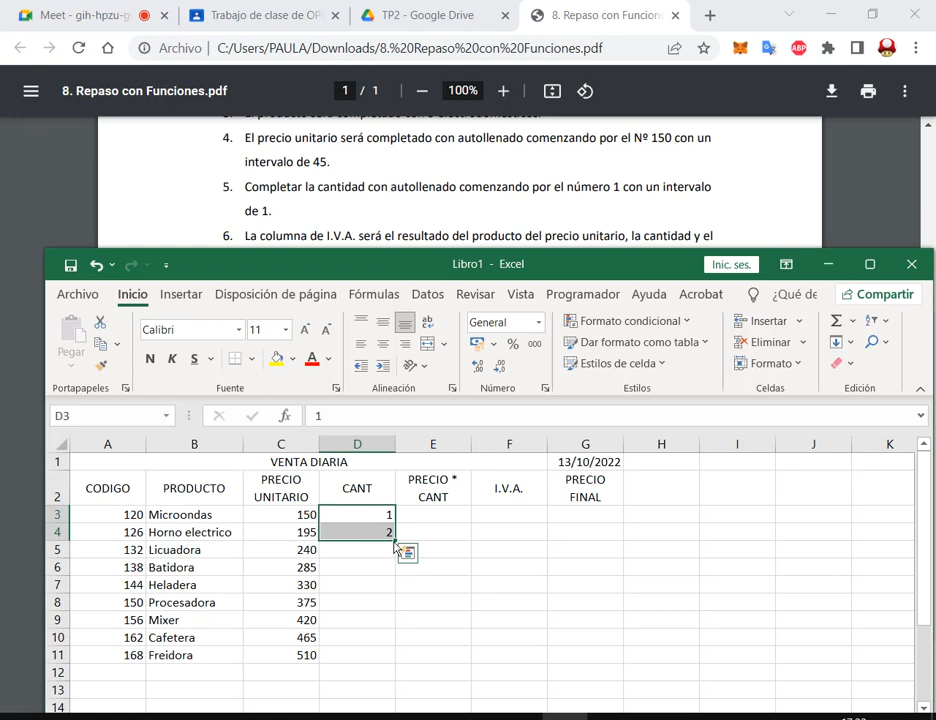 Meet - gih-hpzu-g
Trabajo de clase de OP
TP2 - Google Drive
8. Repaso con Funcion
Archivo
C:/Users/PAULA/Downloads/8.%20Repaso%20con%20Funciones.pdf
ABP
8. Repaso con Funciones.pdf
1 / 1
100%
4. El precio unitario será completado con autollenado comenzando por el Nº 150 con un
intervalo de 45.
5. Completar la cantidad con autollenado comenzando por el número 1 con un intervalo
de 1.
6. La columna de I.V.A. será el resultado del producto del precio unitario, la cantidad y el
Libro1 - Excel
Inic. ses.
Archivo Inicio Insertar Disposición de página Fórmulas Datos Revisar Vista Programador Ayuda Acrobat ¿Qué de Compartir
Pegar
Calibri 11
General
Formato condicional
Insertar
Dar formato como tabla
Eliminar
N K S
% 000
Estilos de celda
Formato
Portapapeles Fuente Alineación Número Estilos Celdas Edición
D3 fx 1
A B C D E F G H I J K
1 VENTA DIARIA 13/10/2022
2 CODIGO PRODUCTO PRECIO UNITARIO CANT PRECIO * CANT I.V.A. PRECIO FINAL
3 120 Microondas 150 1
4 126 Horno electrico 195 2
5 132 Licuadora 240
6 138 Batidora 285
7 144 Heladera 330
8 150 Procesadora 375
9 156 Mixer 420
10 162 Cafetera 465
11 168 Freidora 510
12
13
14